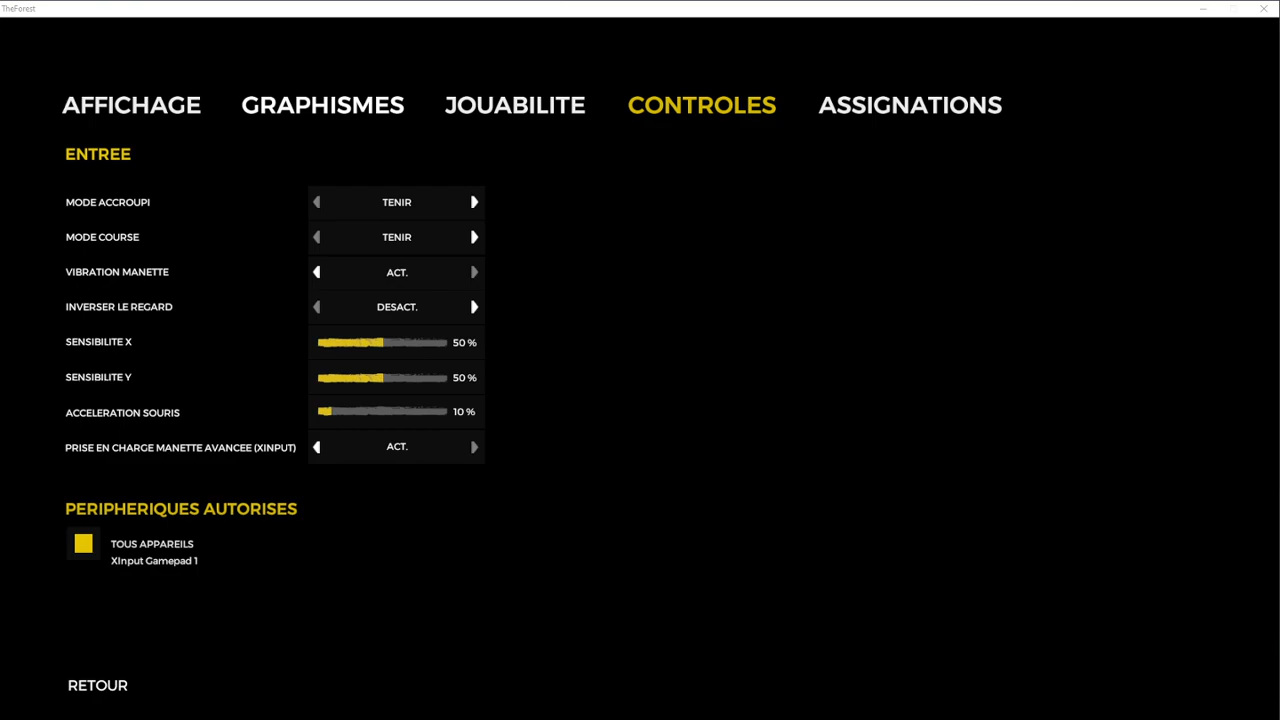 TheForest
AFFICHAGE GRAPHISMES JOUABILITE CONTROLES ASSIGNATIONS
ENTREE
MODE ACCROUPI TENIR
MODE COURSE TENIR
VIBRATION MANETTE ACT.
INVERSER LE REGARD DESACT.
SENSIBILITE X 50 %
SENSIBILITE Y 50 %
ACCELERATION SOURIS 10 %
PRISE EN CHARGE MANETTE AVANCEE (XINPUT) ACT.
PERIPHERIQUES AUTORISES
TOUS APPAREILS
XInput Gamepad 1
RETOUR